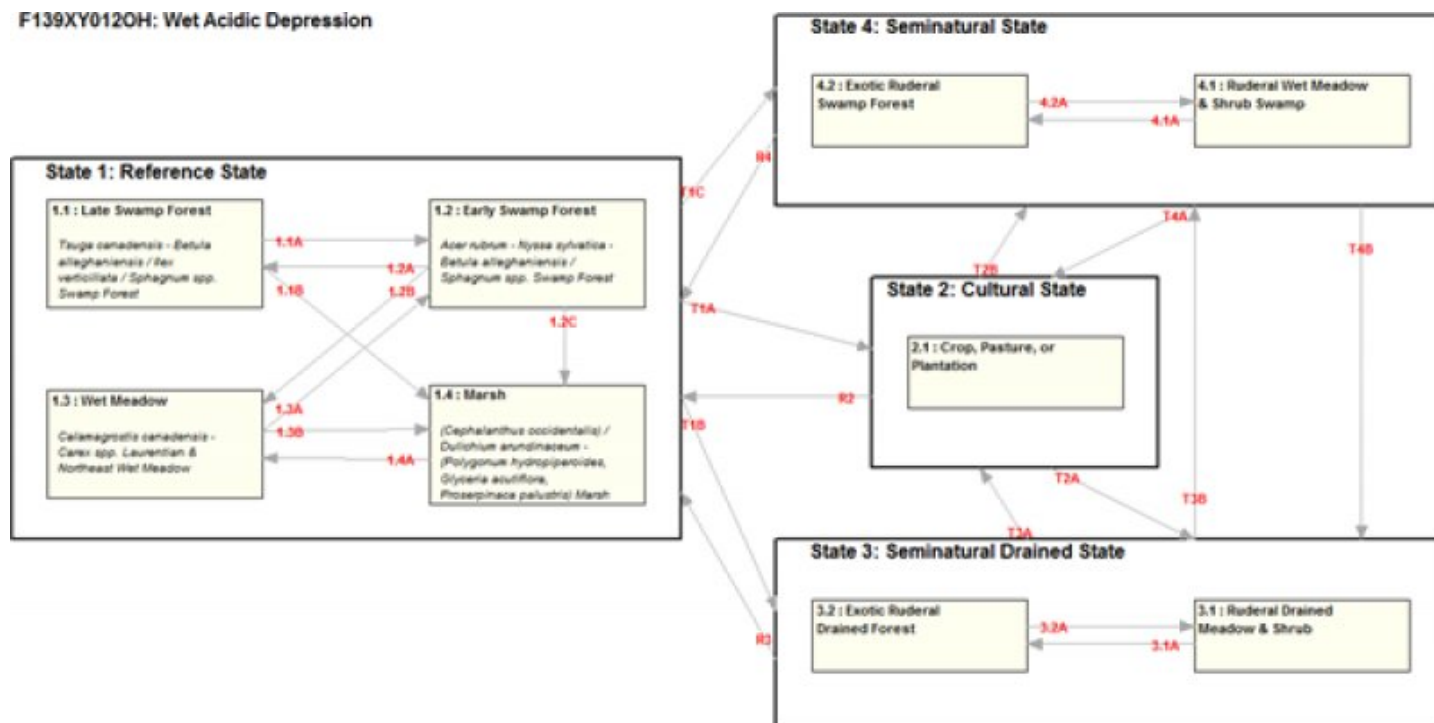 F139XY012OH: Wet Acidic Depression
State 1: Reference State
1.1 : Late Swamp Forest
Tsuga canadensis - Betula
alleghaniensis / Ilex
verticillata / Sphagnum spp.
Swamp Forest
1.2 : Early Swamp Forest
Acer rubrum - Nyssa sylvatica -
Betula alleghaniensis /
Sphagnum spp. Swamp Forest
1.1A
1.2A
1.1B
1.2B
1.2C
1.3 : Wet Meadow
Calamagrostis canadensis -
Carex spp. Laurentian &
Northeast Wet Meadow
1.4 : Marsh
(Cephalanthus occidentalis) /
Dulichium arundinaceum -
(Polygonum hydropiperoides,
Glyceria acutiflora,
Proserpinaca palustris) Marsh
1.3A
1.3B
1.4A
T1C
R4
T1A
R2
T1B
R3
State 4: Seminatural State
4.2 : Exotic Ruderal
Swamp Forest
4.2A
4.1A
4.1 : Ruderal Wet Meadow
& Shrub Swamp
T4A
T2B
T4B
State 2: Cultural State
2.1 : Crop, Pasture, or
Plantation
T2A
T3B
T3A
State 3: Seminatural Drained State
3.2 : Exotic Ruderal
Drained Forest
3.2A
3.1A
3.1 : Ruderal Drained
Meadow & Shrub